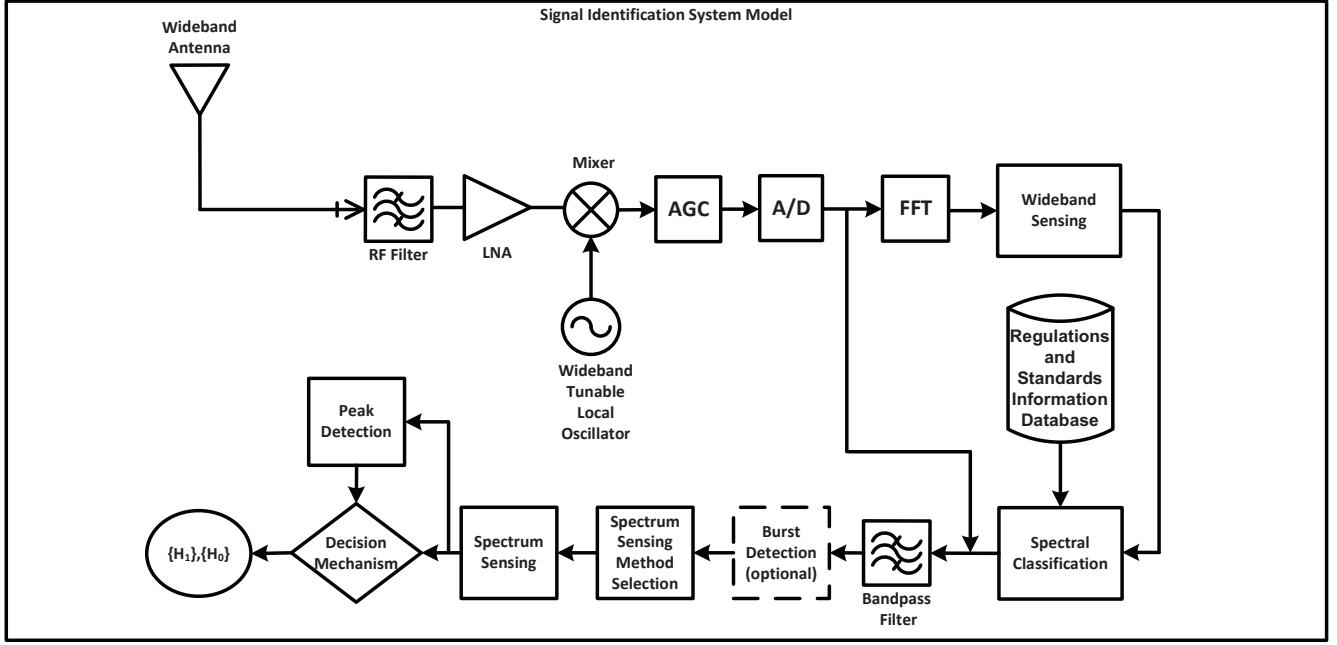 Signal Identification System Model
Wideband
Antenna
Mixer
RF Filter
LNA
AGC
A/D
FFT
Wideband
Sensing
Wideband
Tunable
Local
Oscillator
Regulations
and
Standards
Information
Database
Peak
Detection
{H₁},{H₀}
Decision
Mechanism
Spectrum
Sensing
Spectrum
Sensing
Method
Selection
Burst
Detection
(optional)
Bandpass
Filter
Spectral
Classification